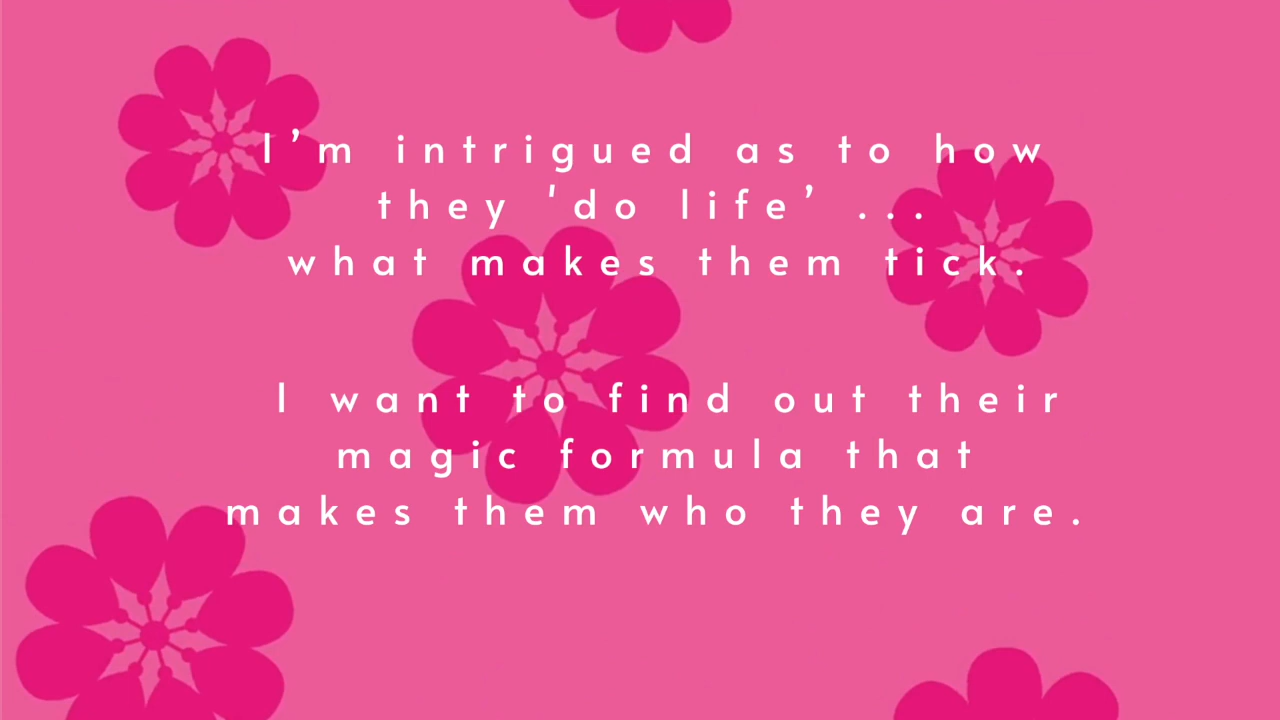 I’m intrigued as to how
they 'do life’ ...
what makes them tick.
I want to find out their
magic formula that
makes them who they are.